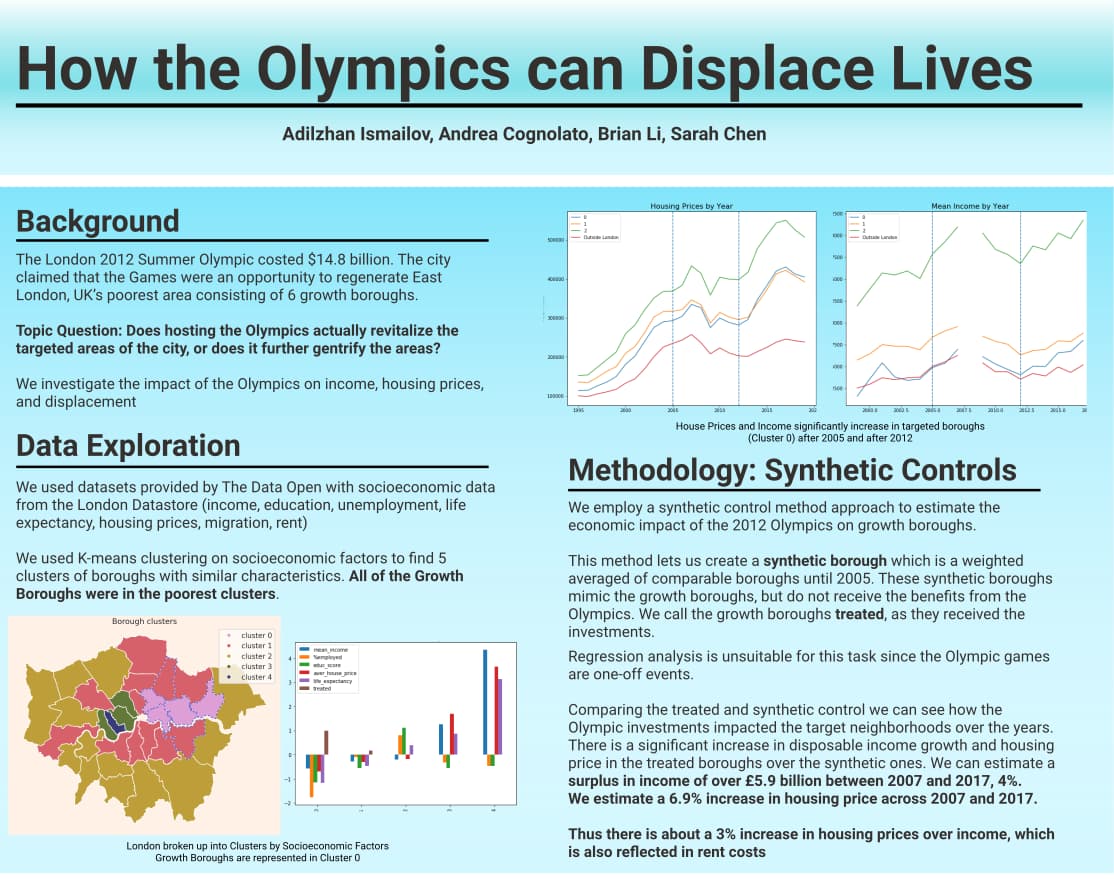 How the Olympics can Displace Lives
Adilzhan Ismailov, Andrea Cognolato, Brian Li, Sarah Chen
Background
The London 2012 Summer Olympic costed $14.8 billion. The city
claimed that the Games were an opportunity to regenerate East
London, UK's poorest area consisting of 6 growth boroughs.
Topic Question: Does hosting the Olympics actually revitalize the
targeted areas of the city, or does it further gentrify the areas?
We investigate the impact of the Olympics on income, housing prices,
and displacement
Data Exploration
We used datasets provided by The Data Open with socioeconomic data
from the London Datastore (income, education, unemployment, life
expectancy, housing prices, migration, rent)
We used K-means clustering on socioeconomic factors to find 5
clusters of boroughs with similar characteristics. All of the Growth
Boroughs were in the poorest clusters.
Borough clusters
cluster 0
cluster 1
cluster 2
cluster 3
cluster 4
mean_income
%employed
educ_score
aver_house_price
life_expectancy
treated
4
3
2
1
0
−1
−2
London broken up into Clusters by Socioeconomic Factors
Growth Boroughs are represented in Cluster 0
Housing Prices by Year
0
1
2
Outside London
500000
400000
300000
200000
100000
1995 2000 2005 2010 2015 202
Mean Income by Year
0
1
2
Outside London
2000.0 2002.5 2005.0 2007.5 2010.0 2012.5 2015.0
House Prices and Income significantly increase in targeted boroughs
(Cluster 0) after 2005 and after 2012
Methodology: Synthetic Controls
We employ a synthetic control method approach to estimate the
economic impact of the 2012 Olympics on growth boroughs.
This method lets us create a synthetic borough which is a weighted
averaged of comparable boroughs until 2005. These synthetic boroughs
mimic the growth boroughs, but do not receive the benefits from the
Olympics. We call the growth boroughs treated, as they received the
investments.
Regression analysis is unsuitable for this task since the Olympic games
are one-off events.
Comparing the treated and synthetic control we can see how the
Olympic investments impacted the target neighborhoods over the years.
There is a significant increase in disposable income growth and housing
price in the treated boroughs over the synthetic ones. We can estimate a
surplus in income of over £5.9 billion between 2007 and 2017, 4%.
We estimate a 6.9% increase in housing price across 2007 and 2017.
Thus there is about a 3% increase in housing prices over income, which
is also reflected in rent costs